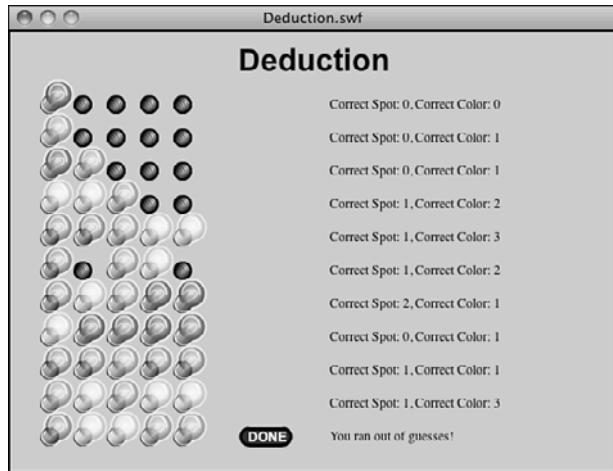 Deduction.swf
Deduction
Correct Spot: 0, Correct Color: 0
Correct Spot: 0, Correct Color: 1
Correct Spot: 0, Correct Color: 1
Correct Spot: 1, Correct Color: 2
Correct Spot: 1, Correct Color: 3
Correct Spot: 1, Correct Color: 2
Correct Spot: 2, Correct Color: 1
Correct Spot: 0, Correct Color: 1
Correct Spot: 1, Correct Color: 1
Correct Spot: 1, Correct Color: 3
DONE You ran out of guesses!